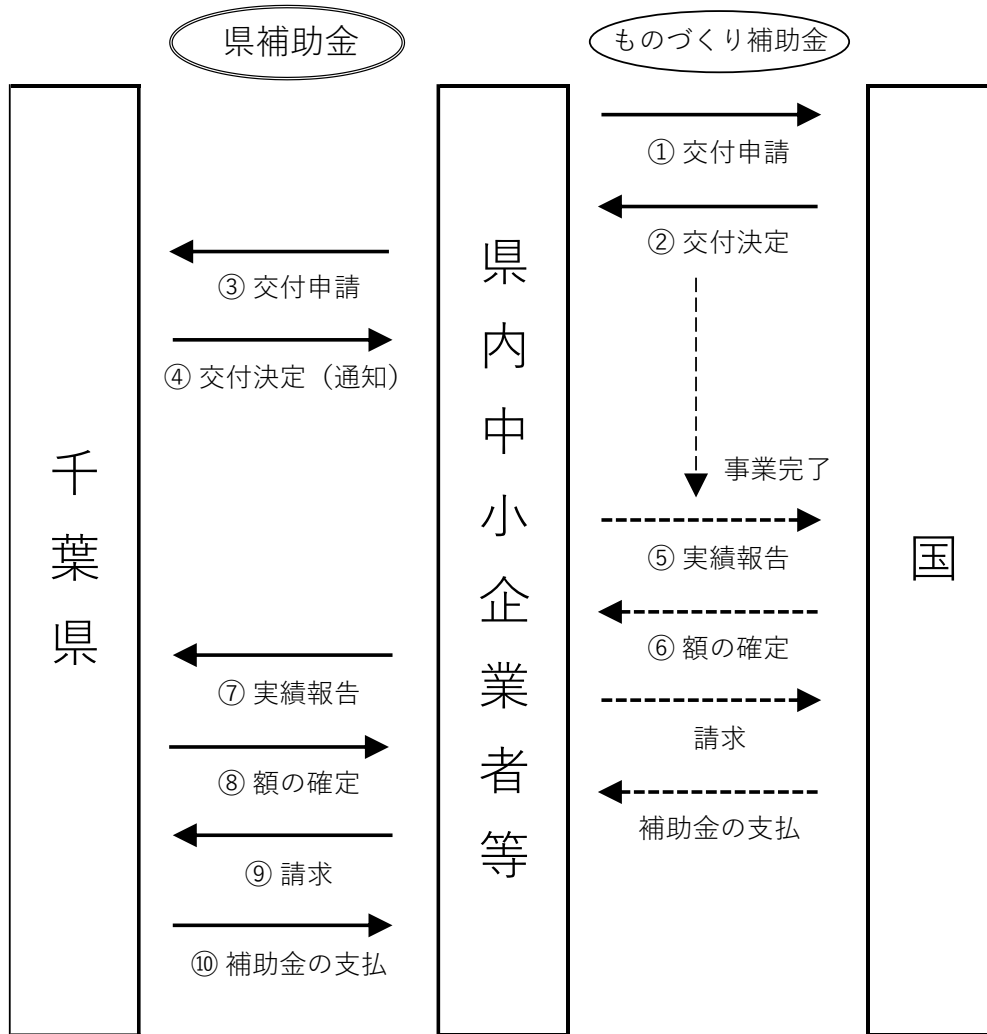 県補助金
ものづくり補助金
千葉県
県内中小企業者等
国
① 交付申請
② 交付決定
③ 交付申請
④ 交付決定（通知）
事業完了
⑤ 実績報告
⑥ 額の確定
⑦ 実績報告
請求
⑧ 額の確定
補助金の支払
⑨ 請求
⑩ 補助金の支払